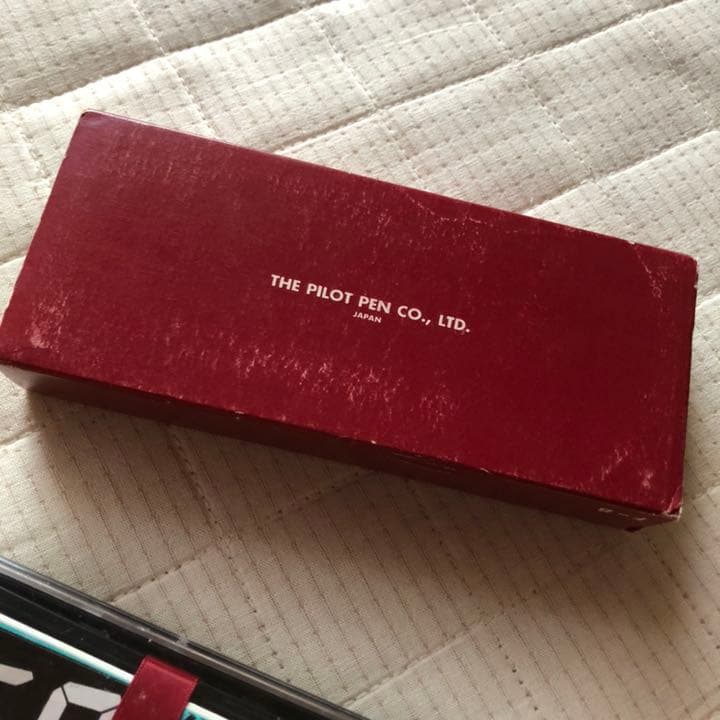 THE PILOT PEN CO., LTD.
JAPAN